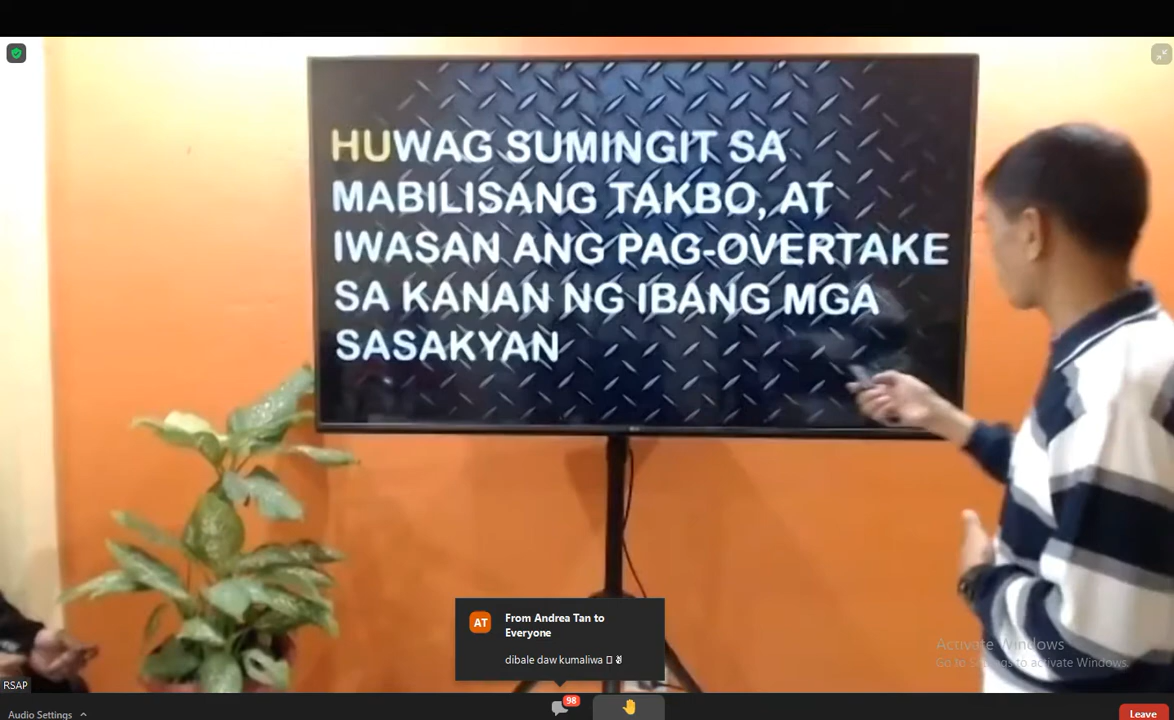 HUWAG SUMINGIT SA
MABILISANG TAKBO, AT
IWASAN ANG PAG-OVERTAKE
SA KANAN NG IBANG MGA
SASAKYAN
From Andrea Tan to
Everyone
AT
dibale daw kumaliwa
Activate Windows
Go to Settings to activate Windows.
RSAP
98
Audio Settings
Leave